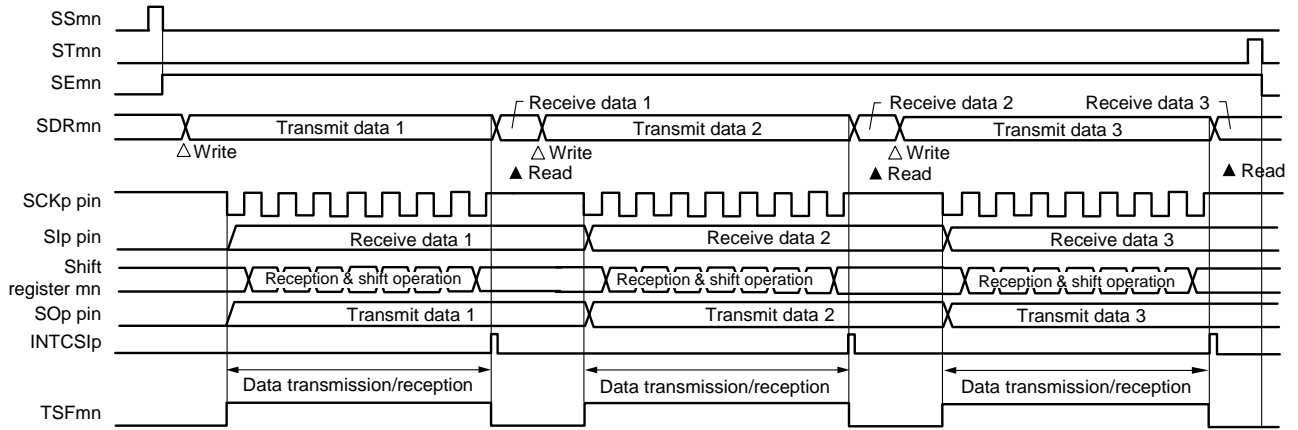 SSmn
STmn
SEmn
Receive data 1 Receive data 2 Receive data 3
SDRmn Transmit data 1 Transmit data 2 Transmit data 3
△Write △Write △Write
▲ Read ▲ Read ▲ Read
SCKp pin
SIp pin Receive data 1 Receive data 2 Receive data 3
Shift
register mn Reception & shift operation Reception & shift operation Reception & shift operation
SOp pin Transmit data 1 Transmit data 2 Transmit data 3
INTCSIp
Data transmission/reception Data transmission/reception Data transmission/reception
TSFmn